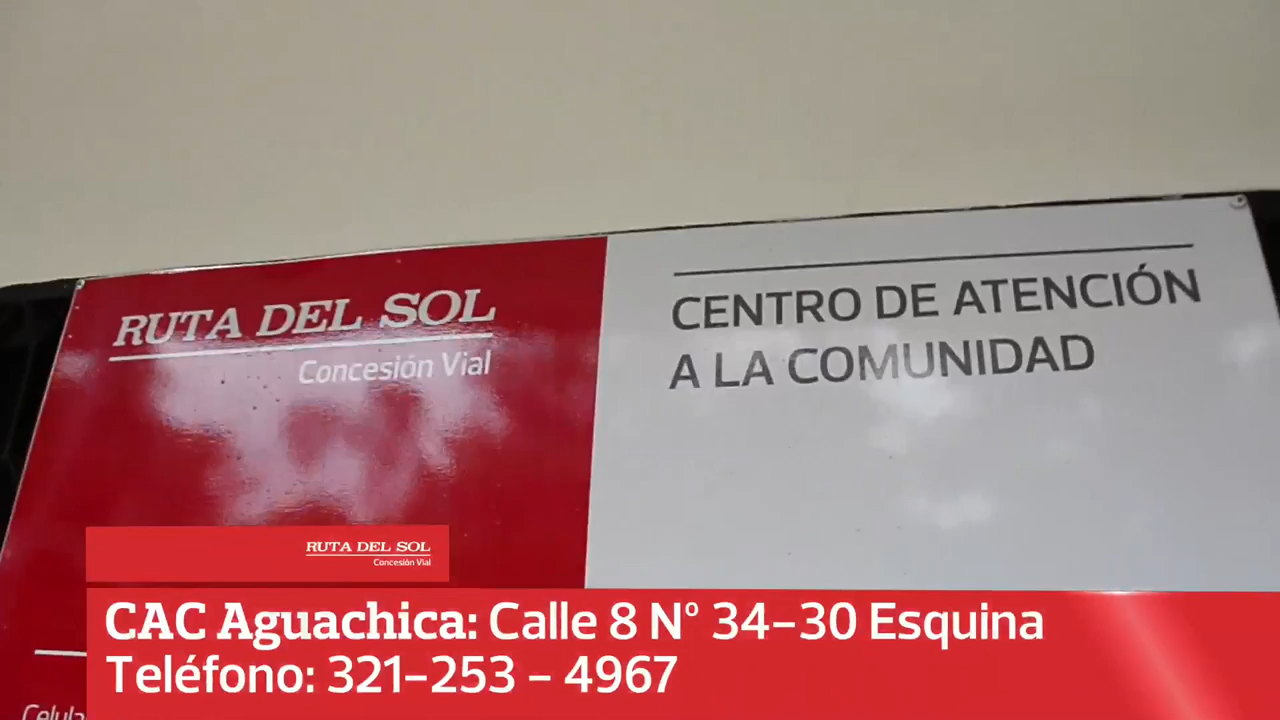 RUTA DEL SOL
Concesión Vial
CENTRO DE ATENCIÓN
A LA COMUNIDAD
RUTA DEL SOL
Concesión Vial
CAC Aguachica: Calle 8 Nº 34-30 Esquina
Teléfono: 321-253 - 4967